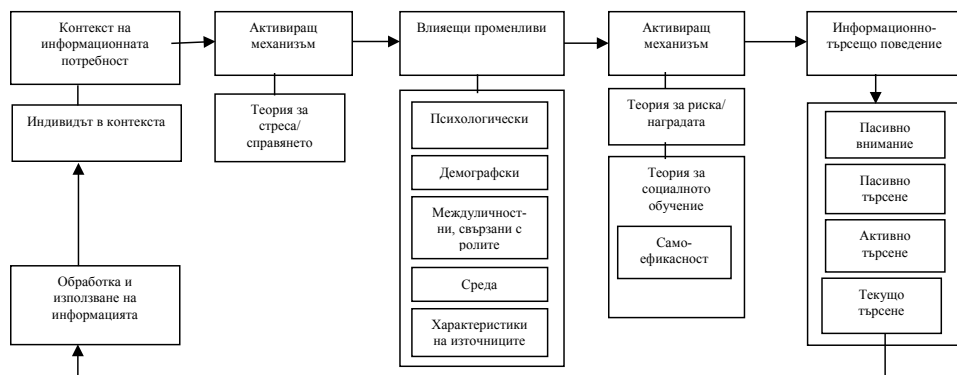 Контекст на
информационната
потребност
Активиращ
механизъм
Влияещи променливи
Активиращ
механизъм
Информационно-
търсещо поведение
Индивидът в контекста
Теория за
стреса/
справянето
Психологически
Демографски
Междуличност-
ни, свързани с
ролите
Среда
Характеристики
на източниците
Теория за риска/
наградата
Теория за
социалното
обучение
Само-
ефикасност
Пасивно
внимание
Пасивно
търсене
Активно
търсене
Текущо
търсене
Обработка и
използване на
информацията